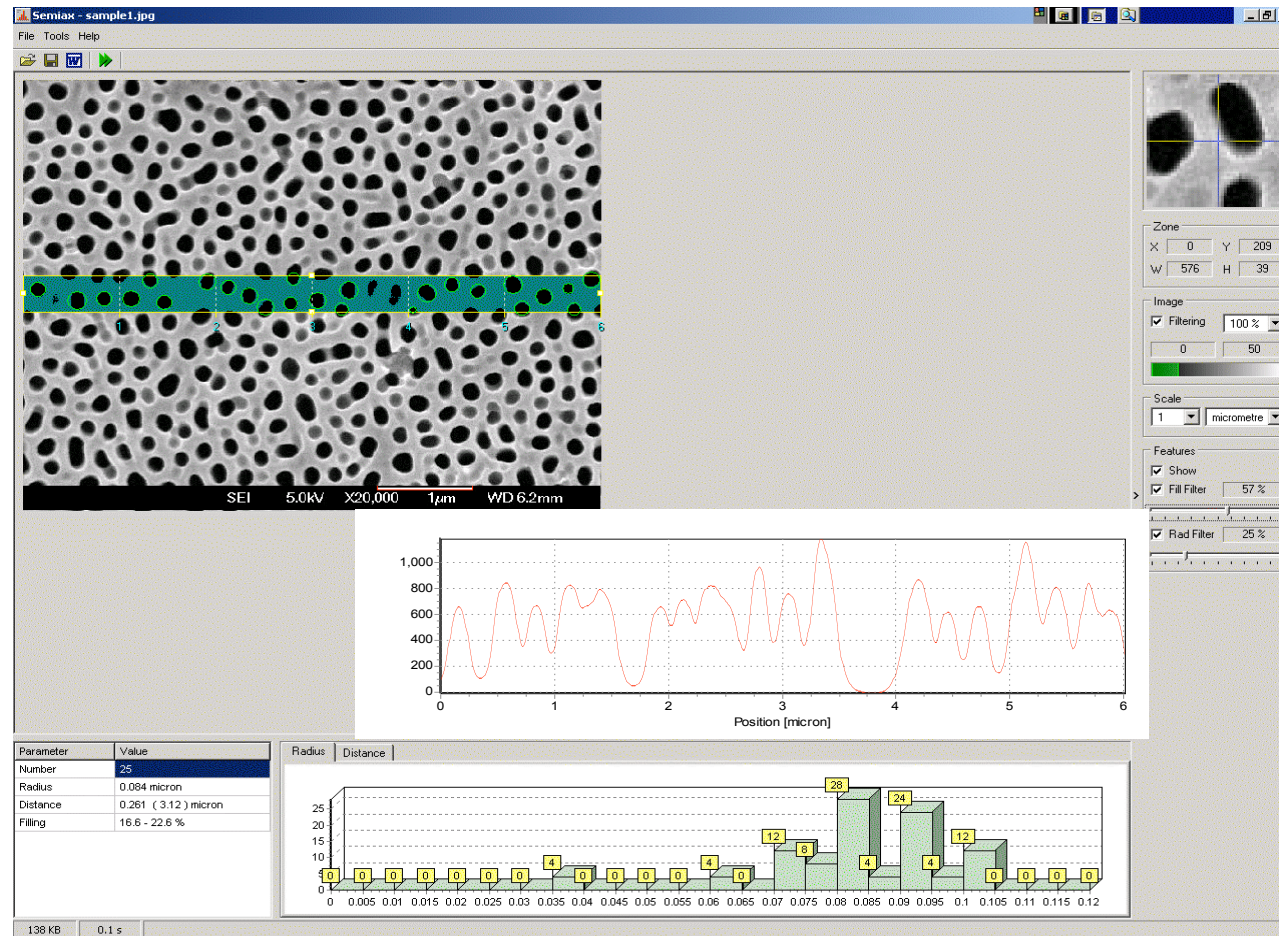 Semiax - sample1.jpg
File Tools Help
Zone
X 0 Y 209
W 576 H 39
Image
Filtering 100 %
0 50
Scale
1 micrometre
Features
Show
Fill Filter 57 %
Rad Filter 25 %
1 2 3 4 5 6
SEI 5.0kV X20,000 1µm WD 6.2mm
1,000
800
600
400
200
0
0 1 2 3 4 5 6
Position [micron]
Parameter Value
Number 25
Radius 0.084 micron
Distance 0.261 ( 3.12 ) micron
Filling 16.6 - 22.6 %
Radius Distance
28
24
12 12
8
4 4 4 4
0 0 0 0 0 0 0 0 0 0 0 0 0 0 0 0
25
20
15
10
5
0
0 0.005 0.01 0.015 0.02 0.025 0.03 0.035 0.04 0.045 0.05 0.055 0.06 0.065 0.07 0.075 0.08 0.085 0.09 0.095 0.1 0.105 0.11 0.115 0.12
138 KB 0.1 s